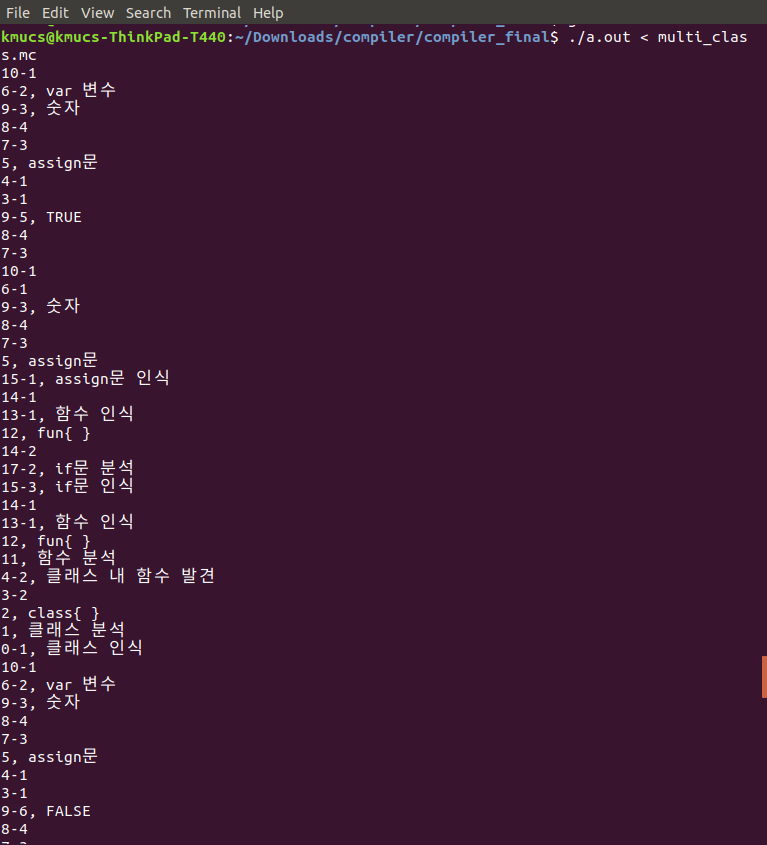 File Edit View Search Terminal Help
kmucs@kmucs-ThinkPad-T440:~/Downloads/compiler/compiler_final$ ./a.out < multi_clas
s.mc
10-1
6-2, var 변수
9-3, 숫자
8-4
7-3
5, assign문
4-1
3-1
9-5, TRUE
8-4
7-3
10-1
6-1
9-3, 숫자
8-4
7-3
5, assign문
15-1, assign문 인식
14-1
13-1, 함수 인식
12, fun{ }
14-2
17-2, if문 분석
15-3, if문 인식
14-1
13-1, 함수 인식
12, fun{ }
11, 함수 분석
4-2, 클래스 내 함수 발견
3-2
2, class{ }
1, 클래스 분석
0-1, 클래스 인식
10-1
6-2, var 변수
9-3, 숫자
8-4
7-3
5, assign문
4-1
3-1
9-6, FALSE
8-4